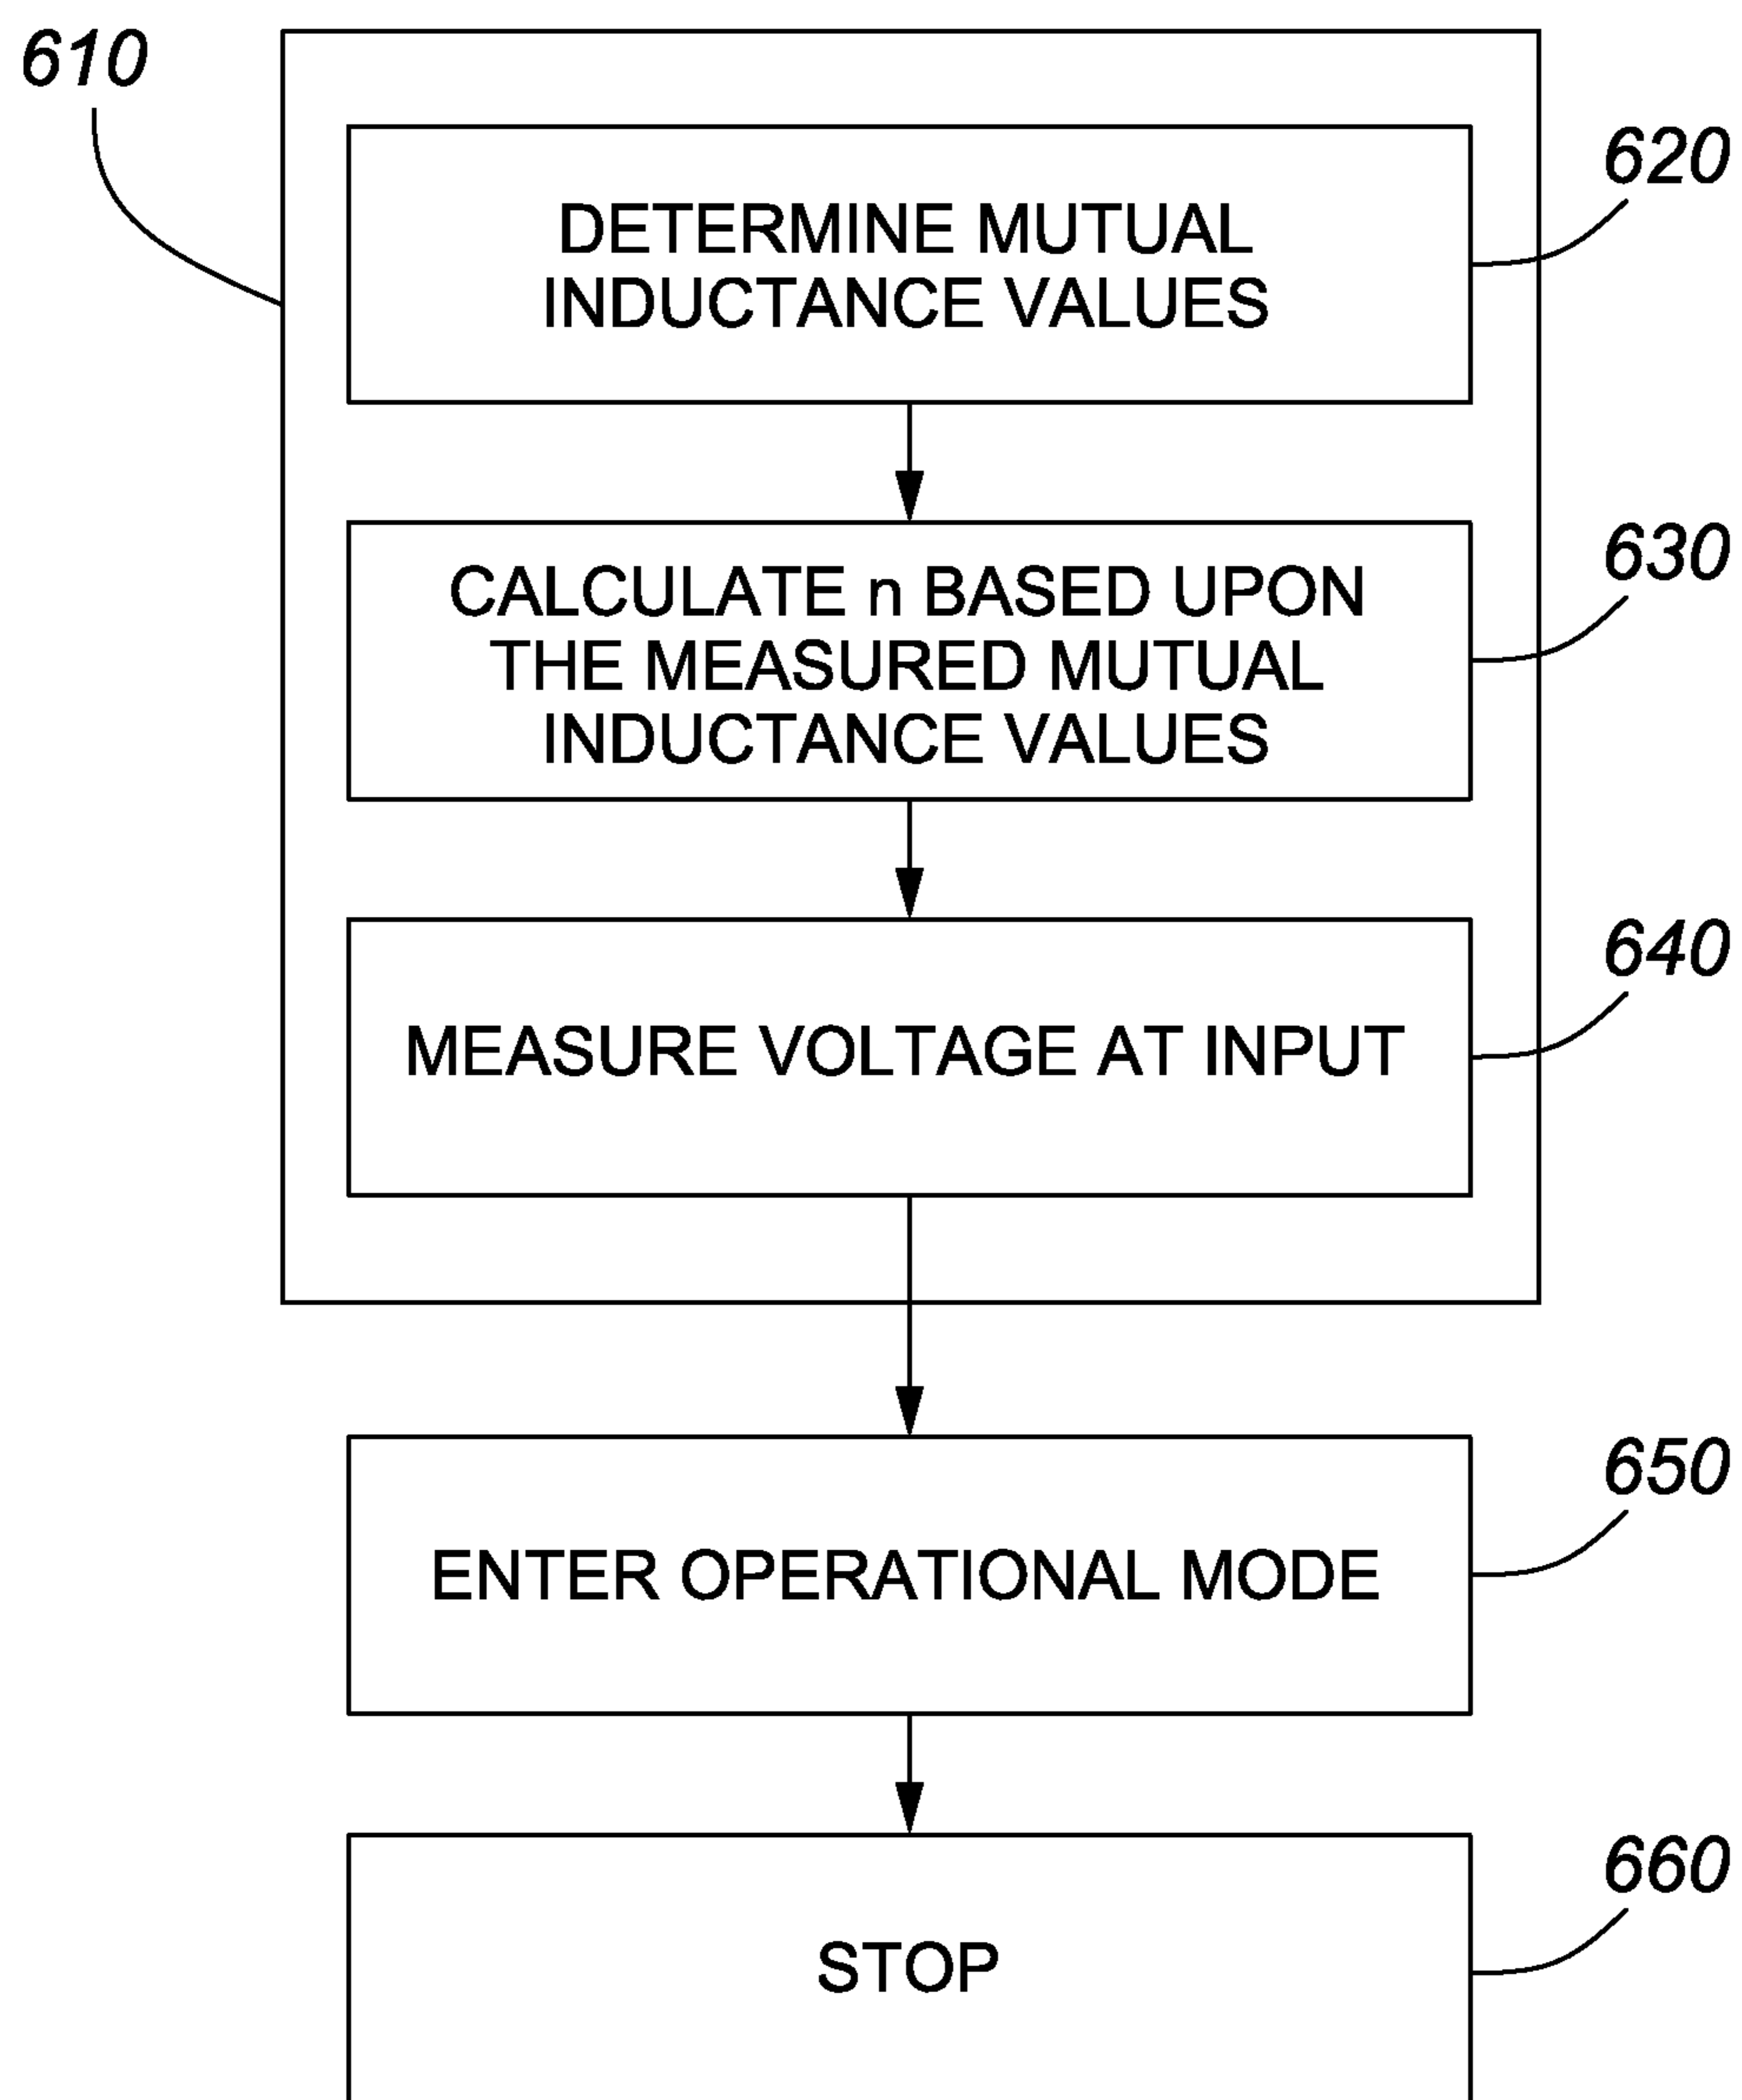 610
620
DETERMINE MUTUAL
INDUCTANCE VALUES
630
CALCULATE n BASED UPON
THE MEASURED MUTUAL
INDUCTANCE VALUES
640
MEASURE VOLTAGE AT INPUT
650
ENTER OPERATIONAL MODE
660
STOP